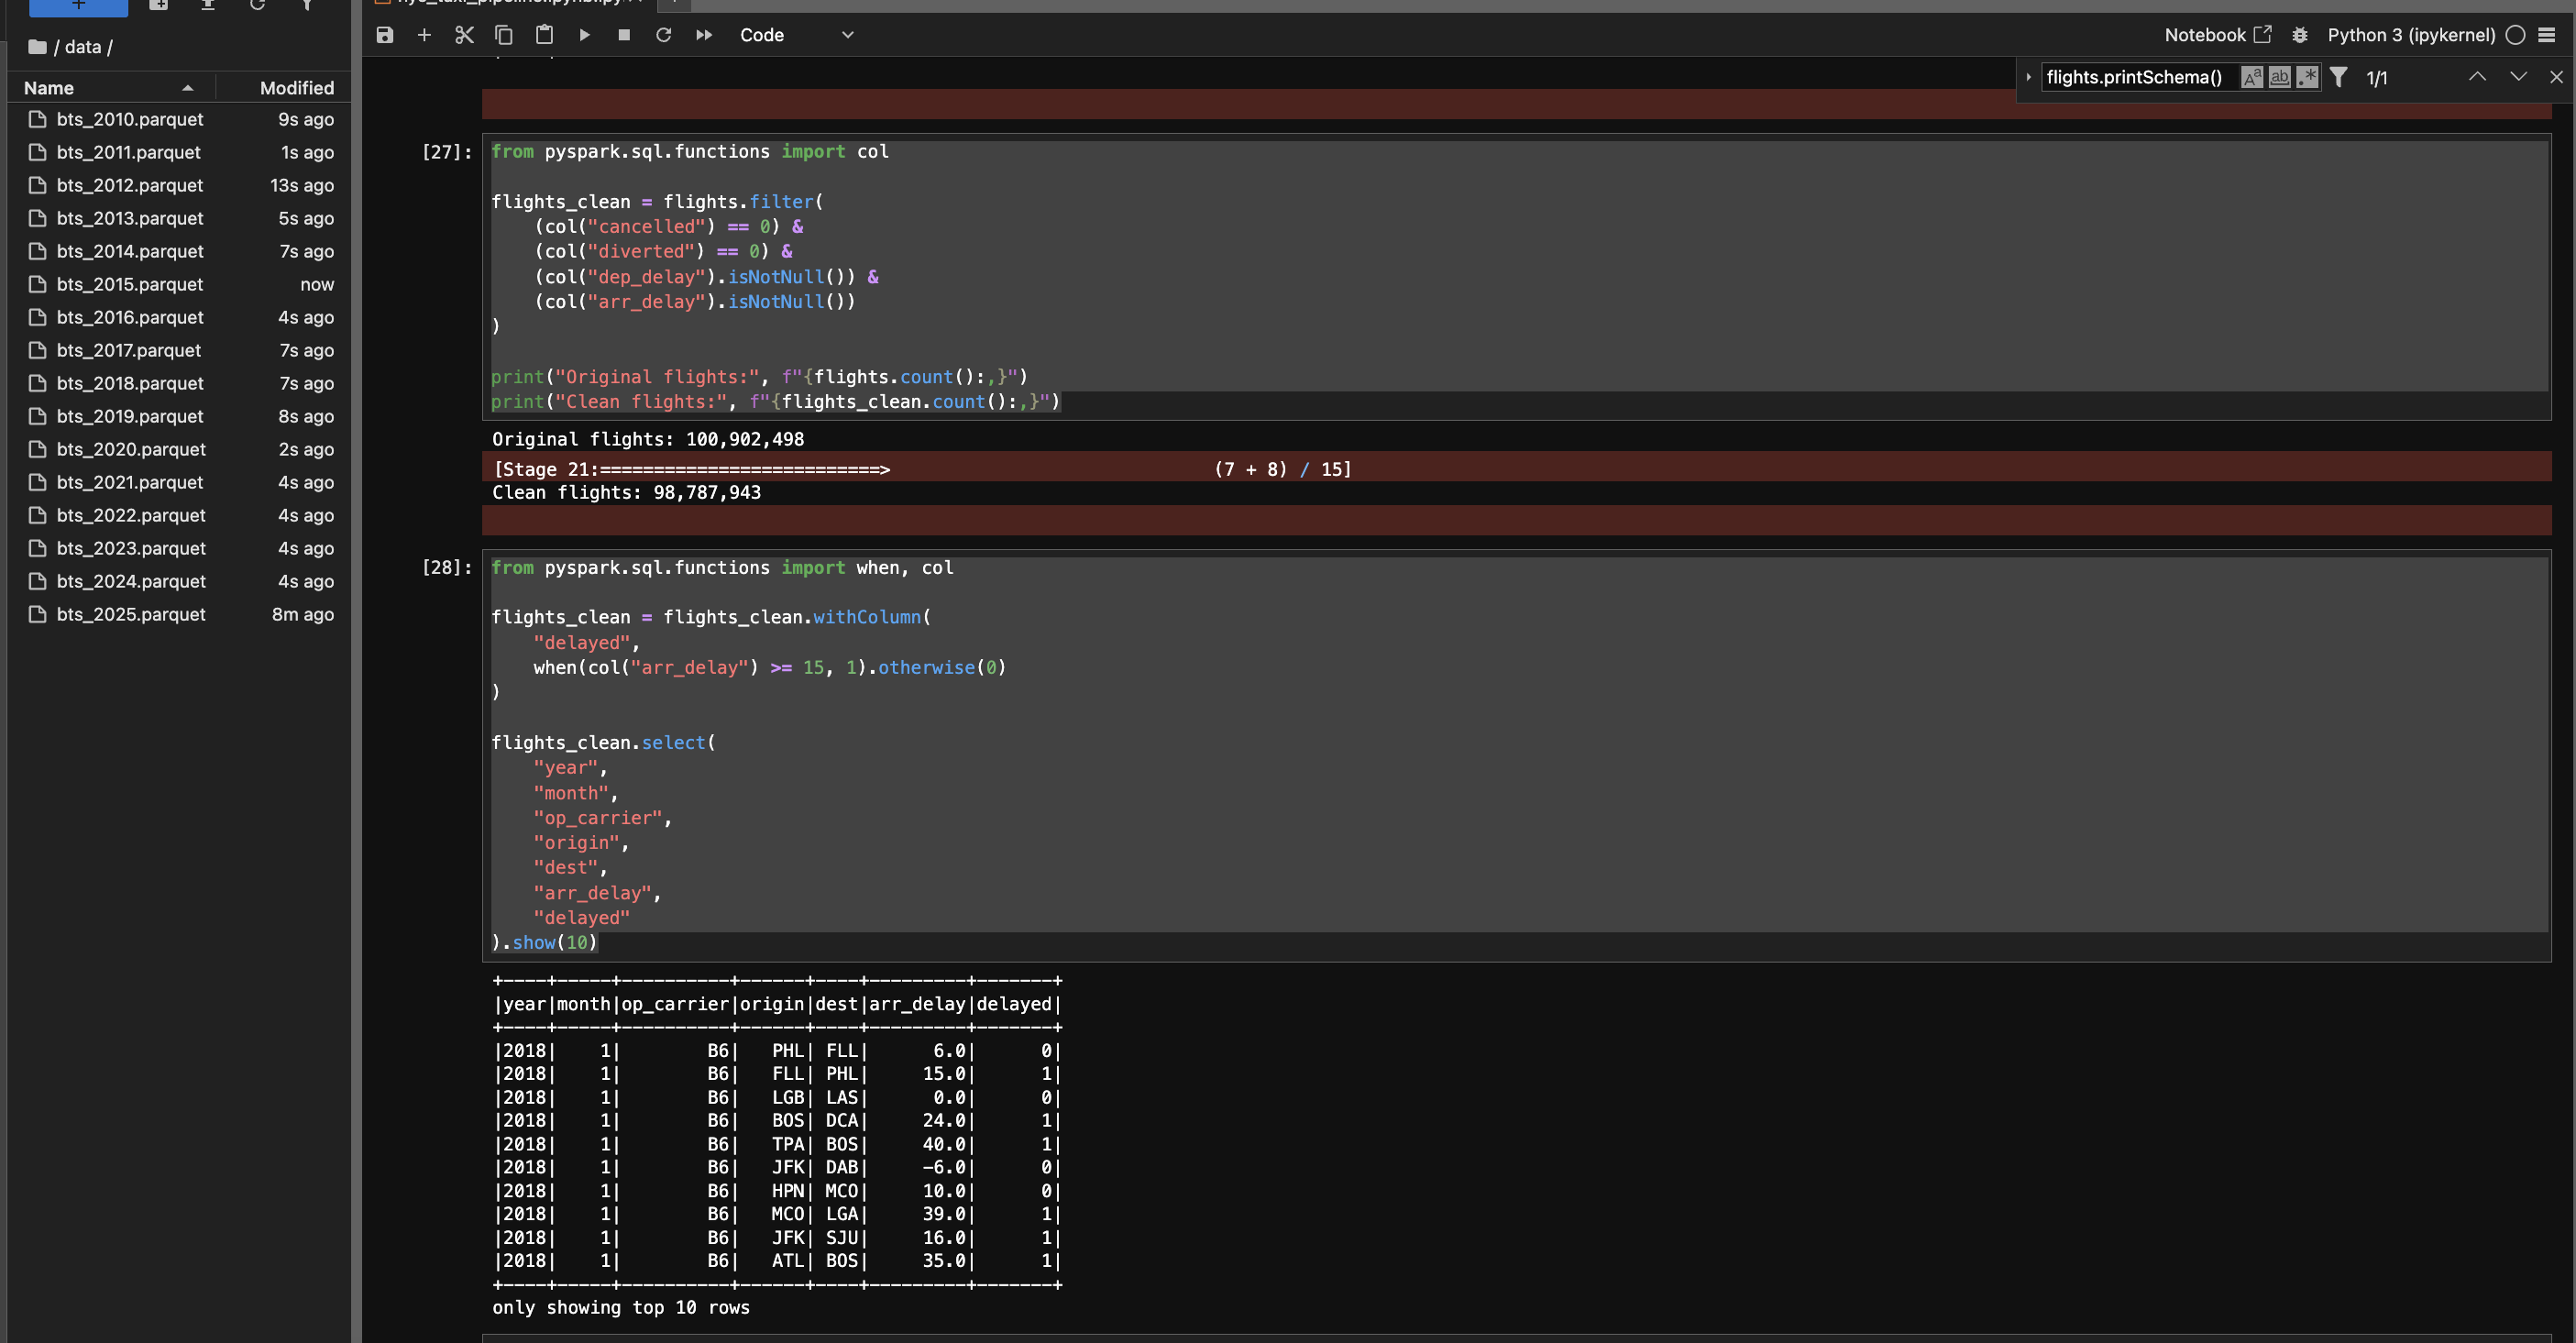 / data /
Name Modified
bts_2010.parquet 9s ago
bts_2011.parquet 1s ago
bts_2012.parquet 13s ago
bts_2013.parquet 5s ago
bts_2014.parquet 7s ago
bts_2015.parquet now
bts_2016.parquet 4s ago
bts_2017.parquet 7s ago
bts_2018.parquet 7s ago
bts_2019.parquet 8s ago
bts_2020.parquet 2s ago
bts_2021.parquet 4s ago
bts_2022.parquet 4s ago
bts_2023.parquet 4s ago
bts_2024.parquet 4s ago
bts_2025.parquet 8m ago
Code
Notebook
Python 3 (ipykernel)
flights.printSchema() 1/1
[27]:
from pyspark.sql.functions import col
flights_clean = flights.filter(
    (col("cancelled") == 0) &
    (col("diverted") == 0) &
    (col("dep_delay").isNotNull()) &
    (col("arr_delay").isNotNull())
)
print("Original flights:", f"{flights.count():,}")
print("Clean flights:", f"{flights_clean.count():,}")
Original flights: 100,902,498
[Stage 21:==========================>                              (7 + 8) / 15]
Clean flights: 98,787,943
[28]:
from pyspark.sql.functions import when, col
flights_clean = flights_clean.withColumn(
    "delayed",
    when(col("arr_delay") >= 15, 1).otherwise(0)
)
flights_clean.select(
    "year",
    "month",
    "op_carrier",
    "origin",
    "dest",
    "arr_delay",
    "delayed"
).show(10)
+----+-----+----------+------+----+---------+-------+
|year|month|op_carrier|origin|dest|arr_delay|delayed|
+----+-----+----------+------+----+---------+-------+
|2018|    1|        B6|   PHL| FLL|      6.0|      0|
|2018|    1|        B6|   FLL| PHL|     15.0|      1|
|2018|    1|        B6|   LGB| LAS|      0.0|      0|
|2018|    1|        B6|   BOS| DCA|     24.0|      1|
|2018|    1|        B6|   TPA| BOS|     40.0|      1|
|2018|    1|        B6|   JFK| DAB|     -6.0|      0|
|2018|    1|        B6|   HPN| MCO|     10.0|      0|
|2018|    1|        B6|   MCO| LGA|     39.0|      1|
|2018|    1|        B6|   JFK| SJU|     16.0|      1|
|2018|    1|        B6|   ATL| BOS|     35.0|      1|
+----+-----+----------+------+----+---------+-------+
only showing top 10 rows